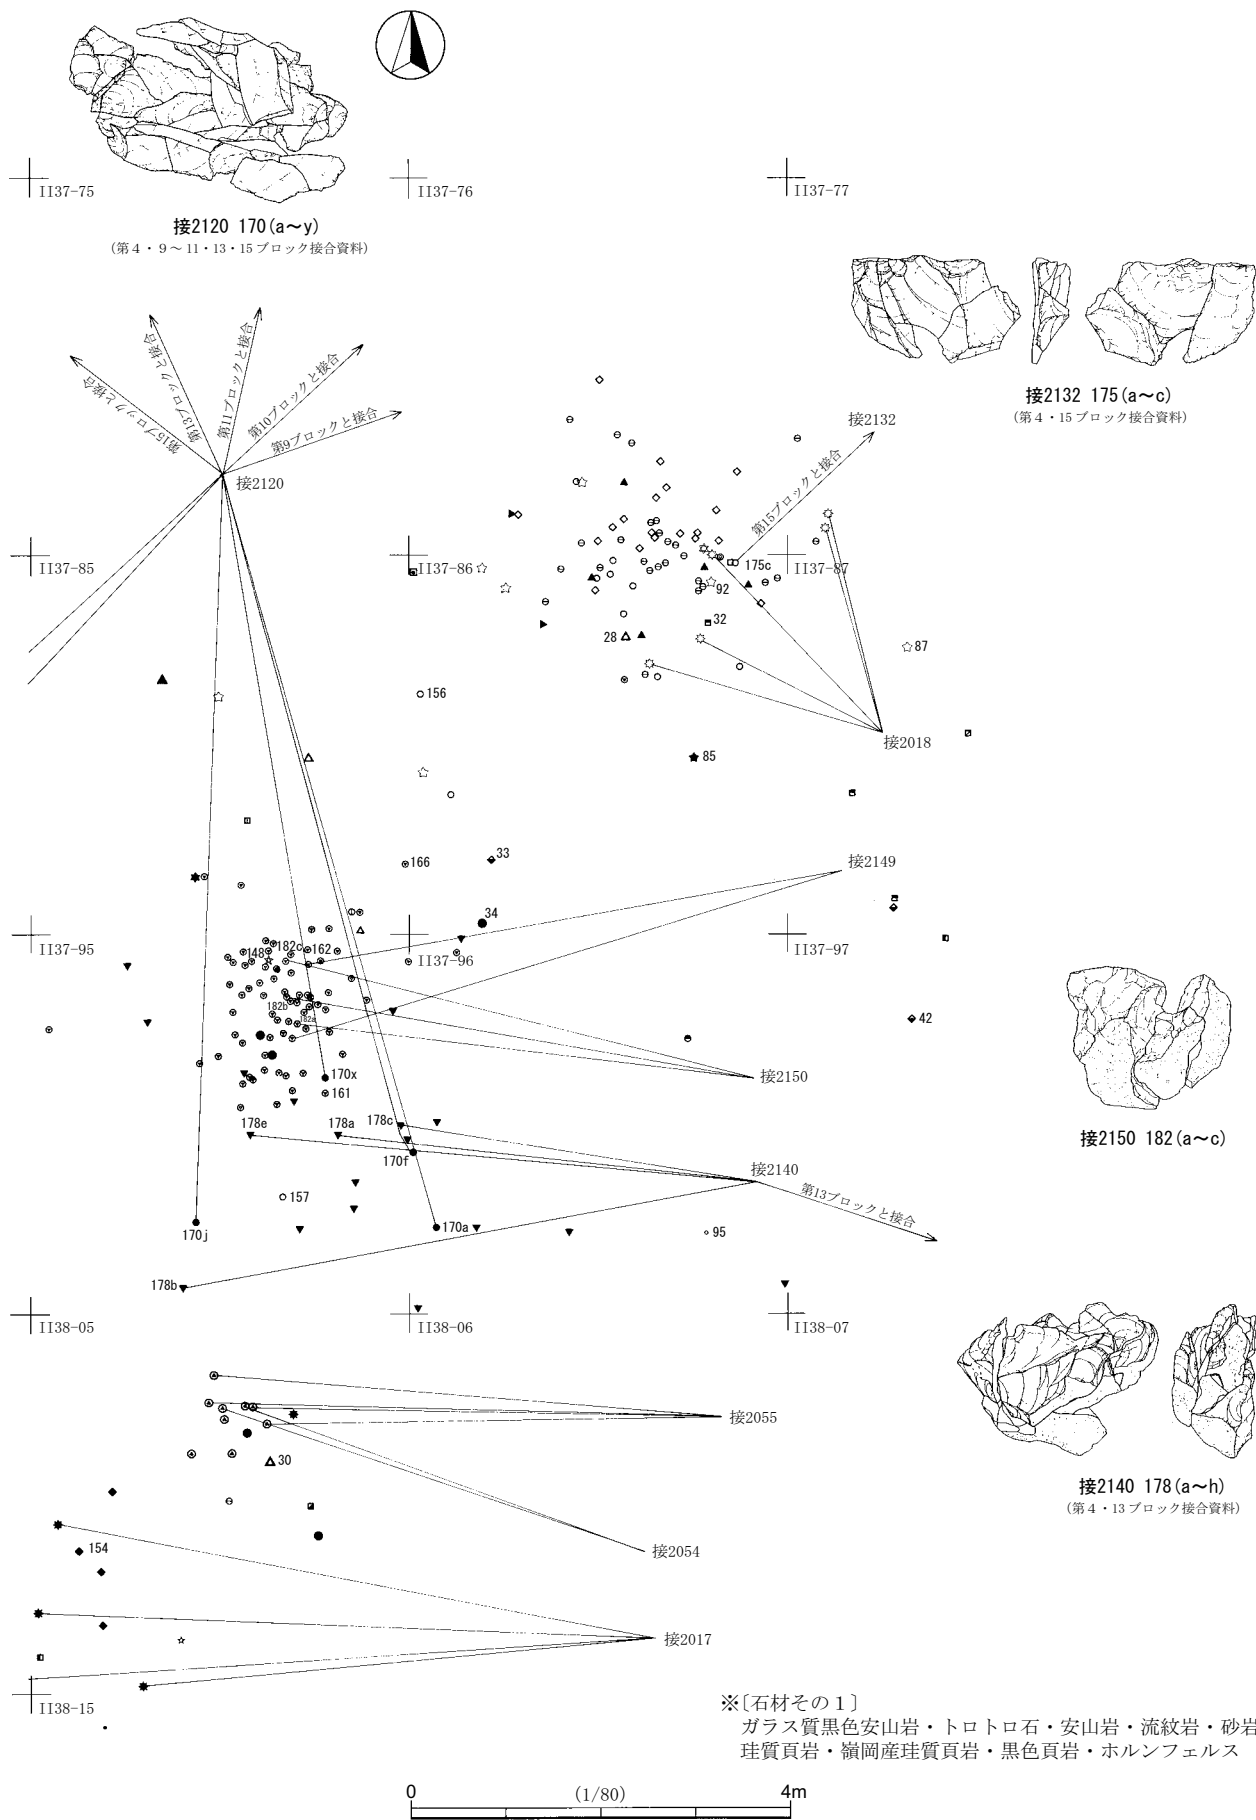 II37-75
II37-76
II37-77
接2120 170(a～y)
(第４・９～11・13・15ブロック接合資料)
接2132 175(a～c)
(第４・15ブロック接合資料)
第15ブロックと接合
第13ブロックと接合
第11ブロックと接合
第10ブロックと接合
第9ブロックと接合
接2120
接2132
第15ブロックと接合
II37-85
II37-86
II37-87
175c
92
32
28
87
156
接2018
85
33
166
接2149
34
II37-95
II37-96
II37-97
148
182c
162
182b
182a
42
170x
161
接2150
接2150 182(a～c)
178e
178a
178c
170f
接2140
第13ブロックと接合
157
170j
170a
95
178b
II38-05
II38-06
II38-07
接2055
30
接2140 178(a～h)
(第４・13ブロック接合資料)
154
接2054
接2017
II38-15
※〔石材その１〕
ガラス質黒色安山岩・トロトロ石・安山岩・流紋岩・砂岩
珪質頁岩・嶺岡産珪質頁岩・黒色頁岩・ホルンフェルス
0 (1/80) 4m